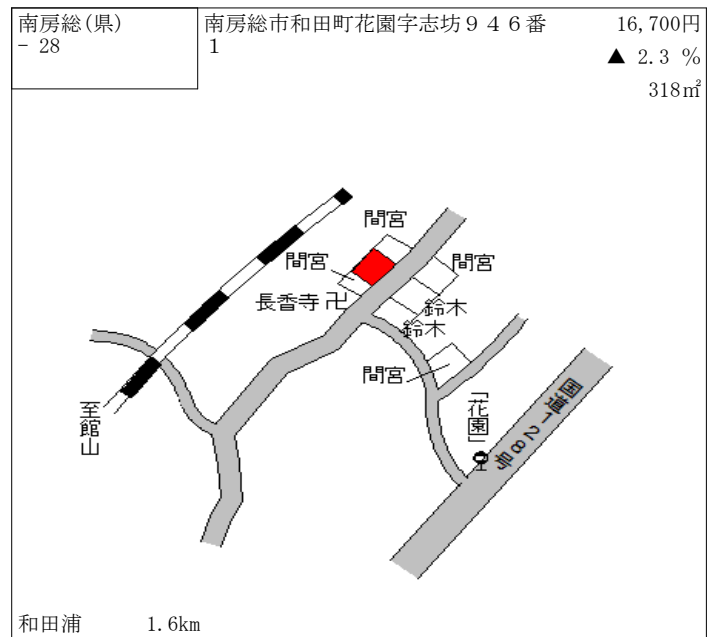 南房総(県)
- 28
南房総市和田町花園字志坊９４６番
1
16,700円
▲ 2.3 %
318㎡
間宮
間宮
間宮
長香寺 卍
鈴木
鈴木
間宮
「花園」
国道128号
至館山
和田浦 1.6km